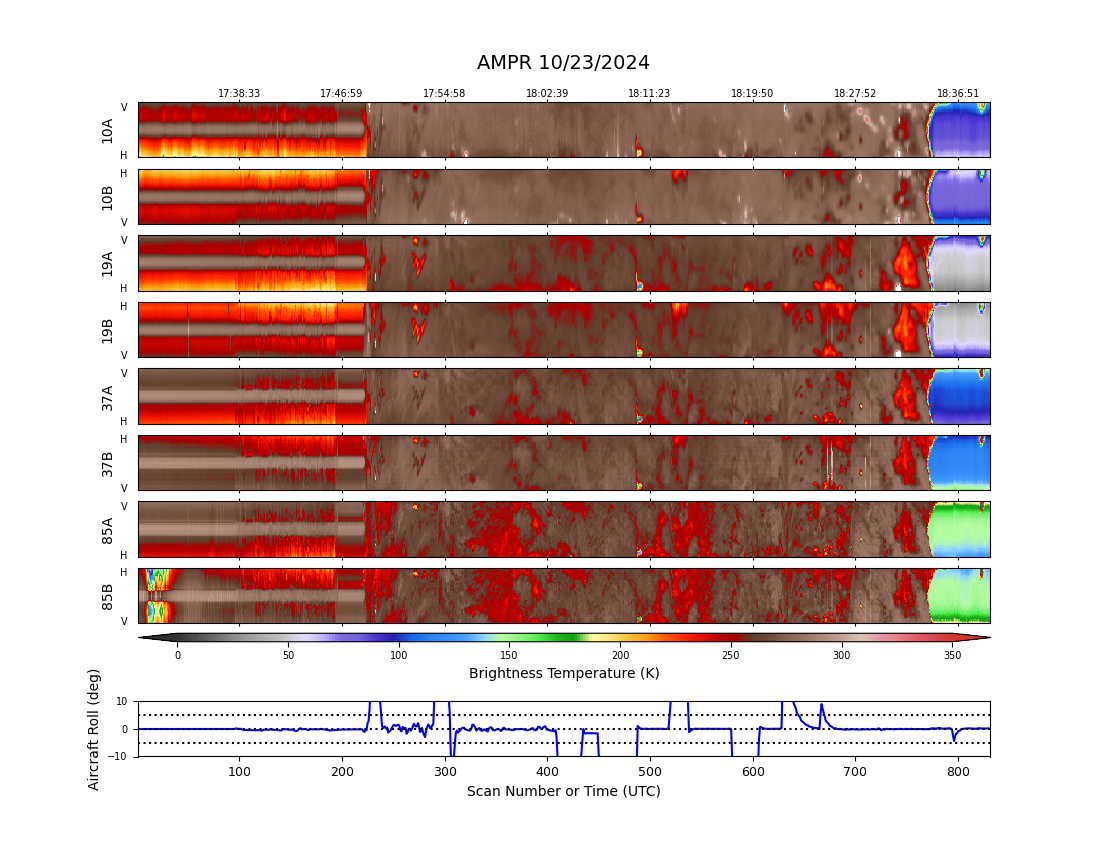 AMPR 10/23/2024
17:38:33 17:46:59 17:54:58 18:02:39 18:11:23 18:19:50 18:27:52 18:36:51
V
10A
H
H
10B
V
V
19A
H
H
19B
V
V
37A
H
H
37B
V
V
85A
H
H
85B
V
0 50 100 150 200 250 300 350
Brightness Temperature (K)
Aircraft Roll (deg)
10
0
−10
100 200 300 400 500 600 700 800
Scan Number or Time (UTC)